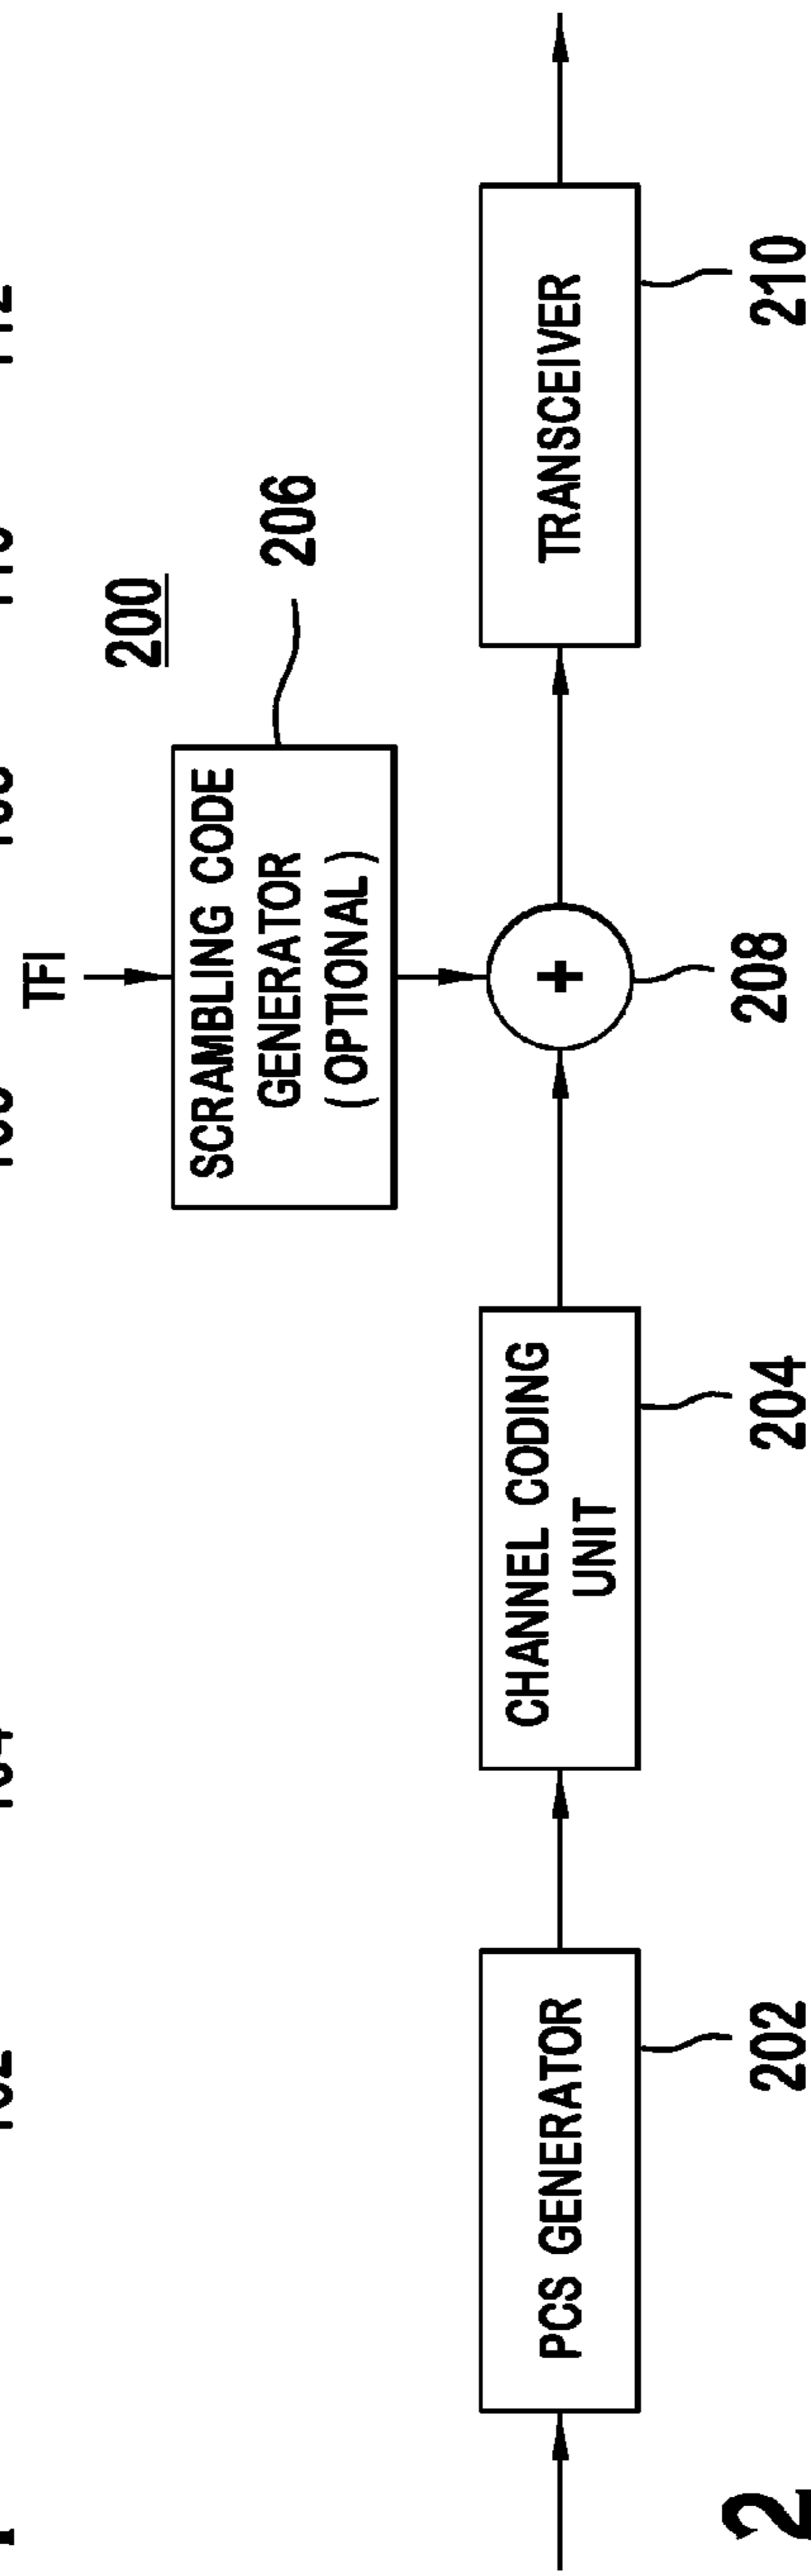 TFI
200
SCRAMBLING CODE
GENERATOR
(OPTIONAL)
206
PCS GENERATOR
202
CHANNEL CODING
UNIT
204
+
208
TRANSCEIVER
210
2